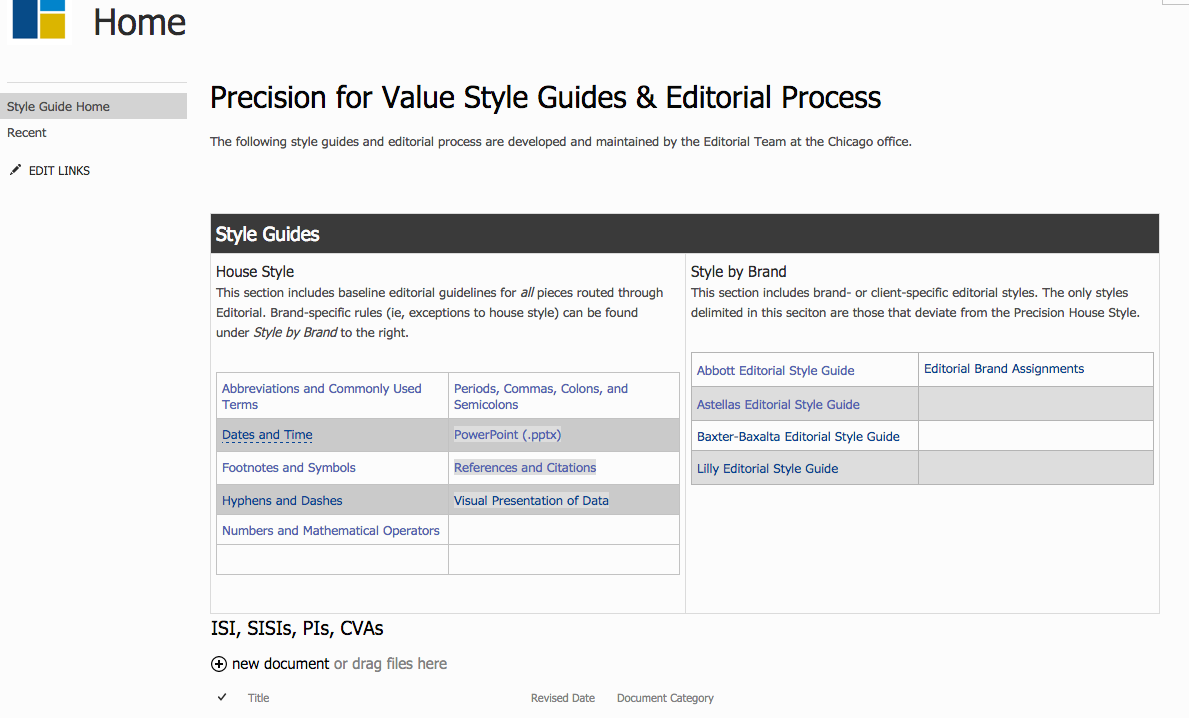 Home
Style Guide Home
Recent
EDIT LINKS
Precision for Value Style Guides & Editorial Process
The following style guides and editorial process are developed and maintained by the Editorial Team at the Chicago office.
Style Guides
House Style
This section includes baseline editorial guidelines for all pieces routed through
Editorial. Brand-specific rules (ie, exceptions to house style) can be found
under Style by Brand to the right.
Abbreviations and Commonly Used
Terms
Periods, Commas, Colons, and
Semicolons
Dates and Time
PowerPoint (.pptx)
Footnotes and Symbols
References and Citations
Hyphens and Dashes
Visual Presentation of Data
Numbers and Mathematical Operators
Style by Brand
This section includes brand- or client-specific editorial styles. The only styles
delimited in this seciton are those that deviate from the Precision House Style.
Abbott Editorial Style Guide
Editorial Brand Assignments
Astellas Editorial Style Guide
Baxter-Baxalta Editorial Style Guide
Lilly Editorial Style Guide
ISI, SISIs, PIs, CVAs
new document or drag files here
Title
Revised Date
Document Category